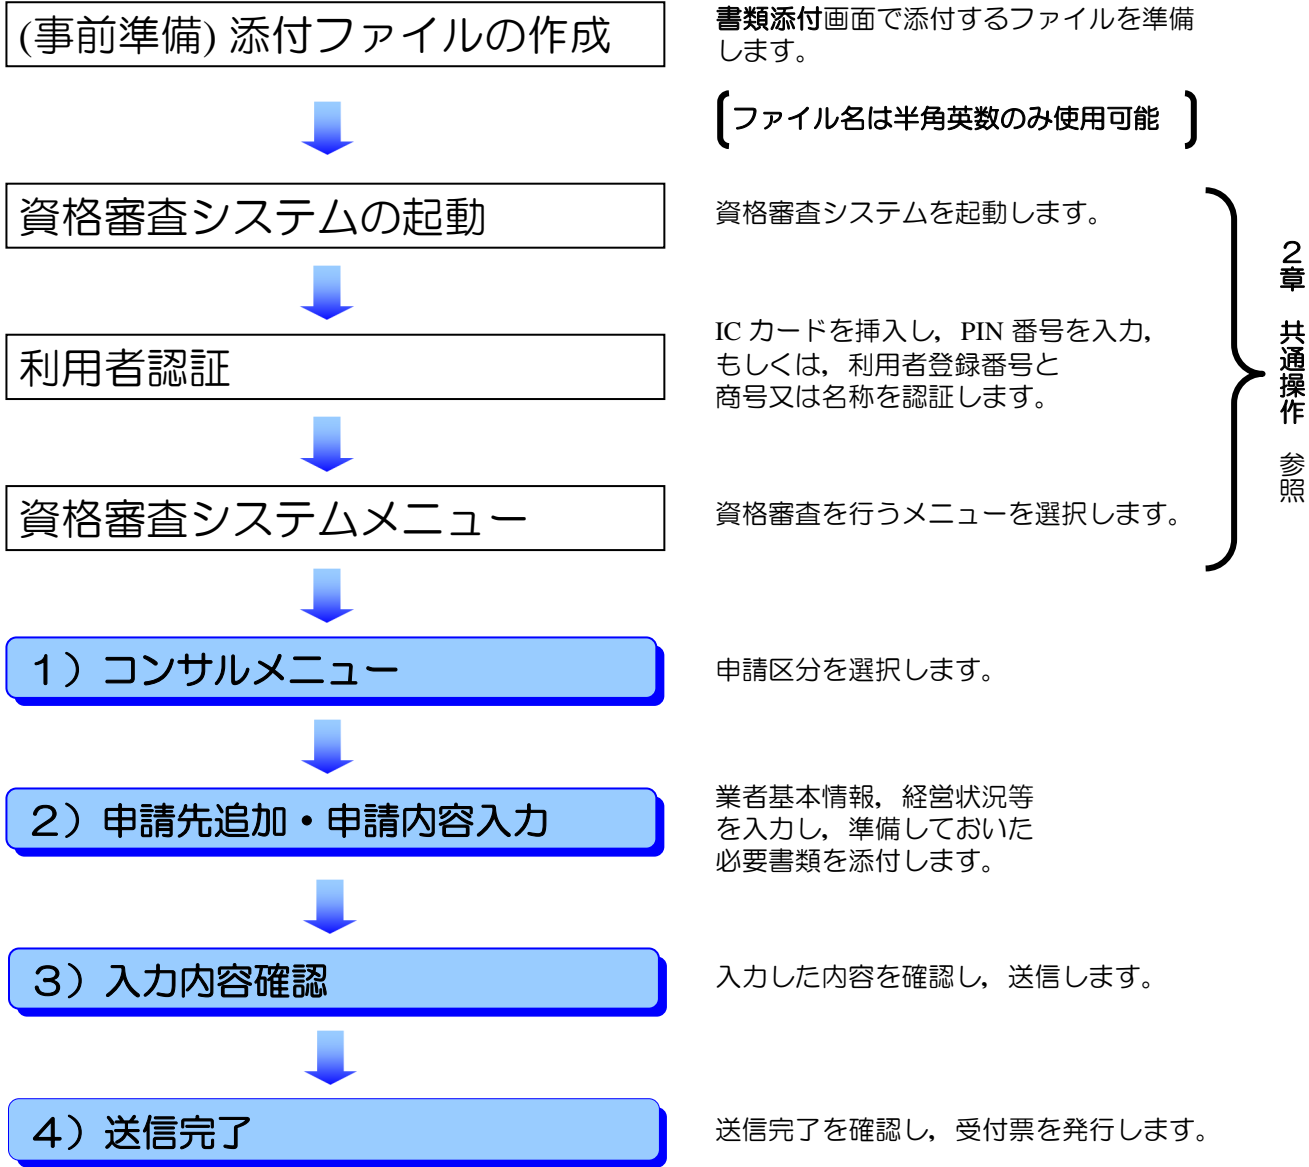 (事前準備) 添付ファイルの作成
書類添付画面で添付するファイルを準備
します。
ファイル名は半角英数のみ使用可能
資格審査システムの起動
資格審査システムを起動します。
利用者認証
IC カードを挿入し，PIN 番号を入力，
もしくは，利用者登録番号と
商号又は名称を認証します。
資格審査システムメニュー
資格審査を行うメニューを選択します。
２章　共通操作　参照
１）コンサルメニュー
申請区分を選択します。
２）申請先追加・申請内容入力
業者基本情報，経営状況等
を入力し，準備しておいた
必要書類を添付します。
３）入力内容確認
入力した内容を確認し，送信します。
４）送信完了
送信完了を確認し，受付票を発行します。